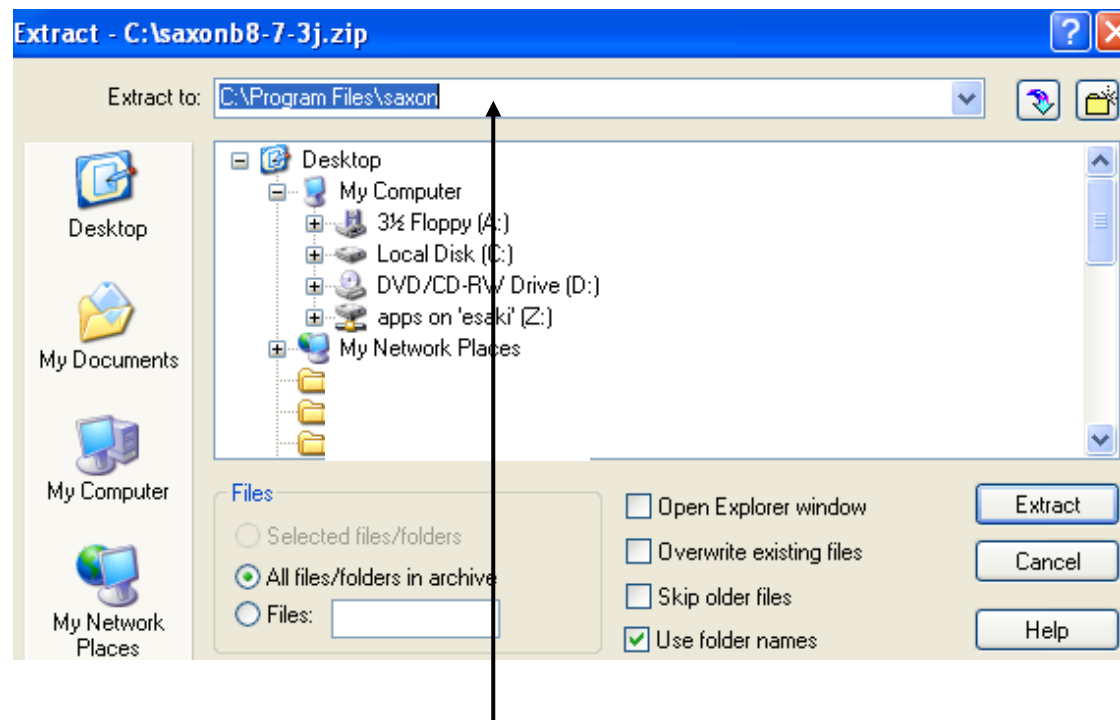 Extract - C:\saxonb8-7-3j.zip
Extract to: C:\Program Files\saxon
Desktop
My Computer
3½ Floppy (A:)
Local Disk (C:)
DVD/CD-RW Drive (D:)
apps on 'esaki' (Z:)
My Network Places
Desktop
My Documents
My Computer
My Network
Places
Files
Selected files/folders
All files/folders in archive
Files:
Open Explorer window
Overwrite existing files
Skip older files
Use folder names
Extract
Cancel
Help